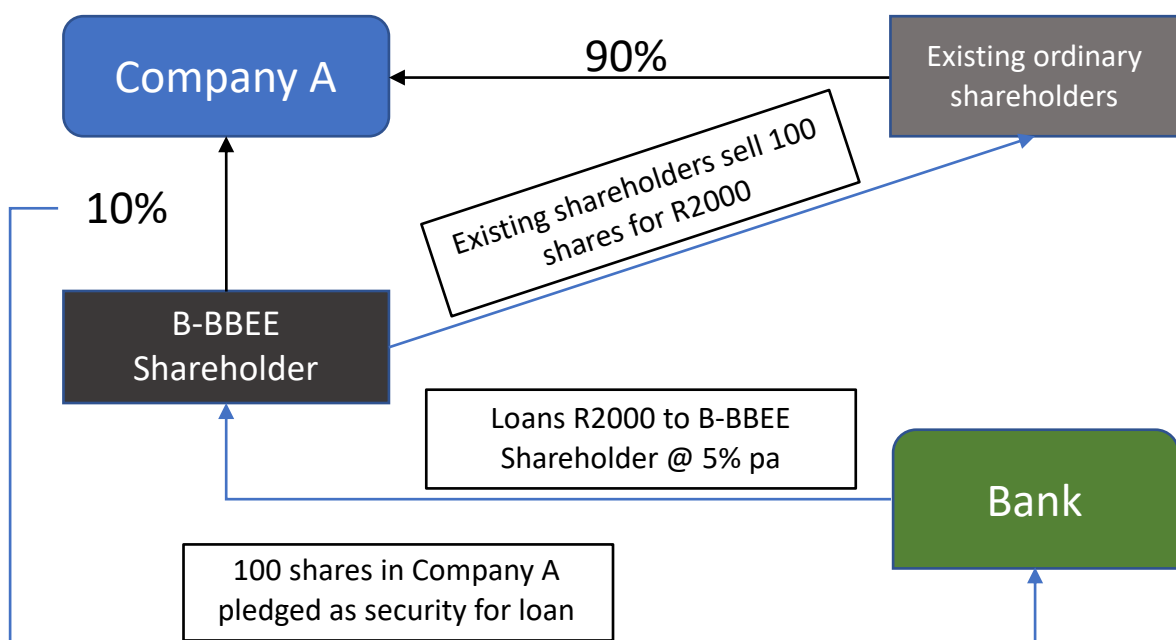 Company A
90%
Existing ordinary
shareholders
Existing shareholders sell 100
shares for R2000
10%
B-BBEE
Shareholder
Loans R2000 to B-BBEE
Shareholder @ 5% pa
Bank
100 shares in Company A
pledged as security for loan